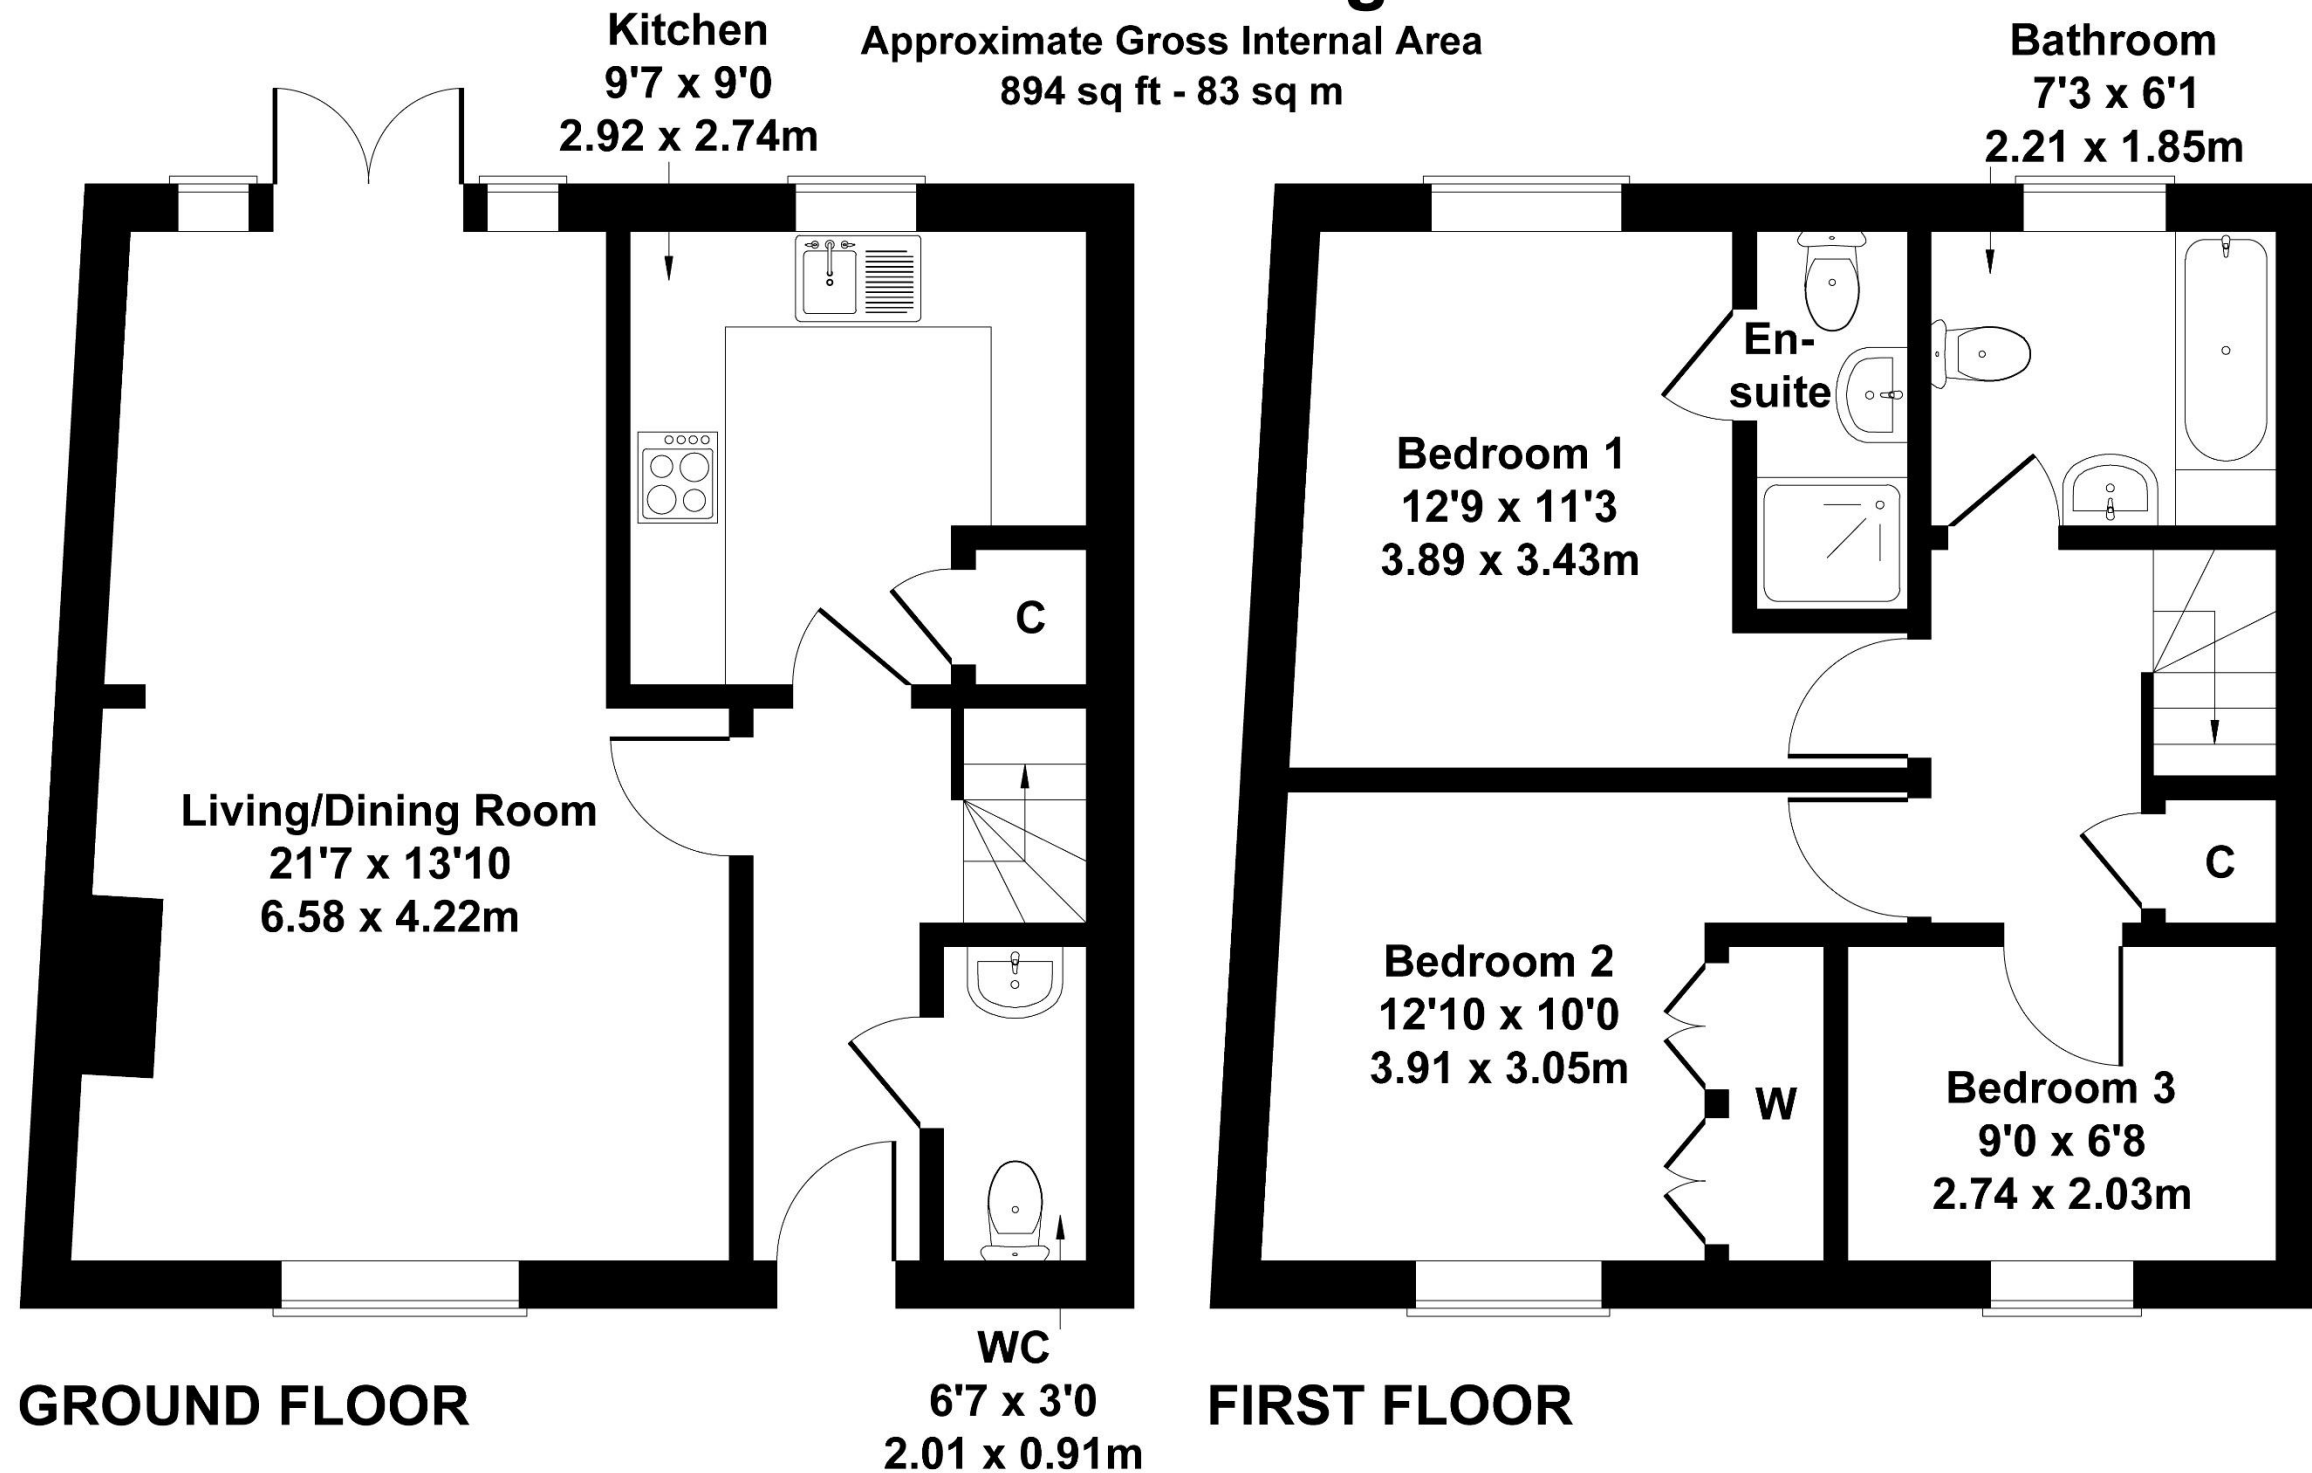 Approximate Gross Internal Area
894 sq ft - 83 sq m
Kitchen
9'7 x 9'0
2.92 x 2.74m
C
Living/Dining Room
21'7 x 13'10
6.58 x 4.22m
WC
6'7 x 3'0
2.01 x 0.91m
GROUND FLOOR
Bathroom
7'3 x 6'1
2.21 x 1.85m
En-
suite
Bedroom 1
12'9 x 11'3
3.89 x 3.43m
C
Bedroom 2
12'10 x 10'0
3.91 x 3.05m
W
Bedroom 3
9'0 x 6'8
2.74 x 2.03m
FIRST FLOOR